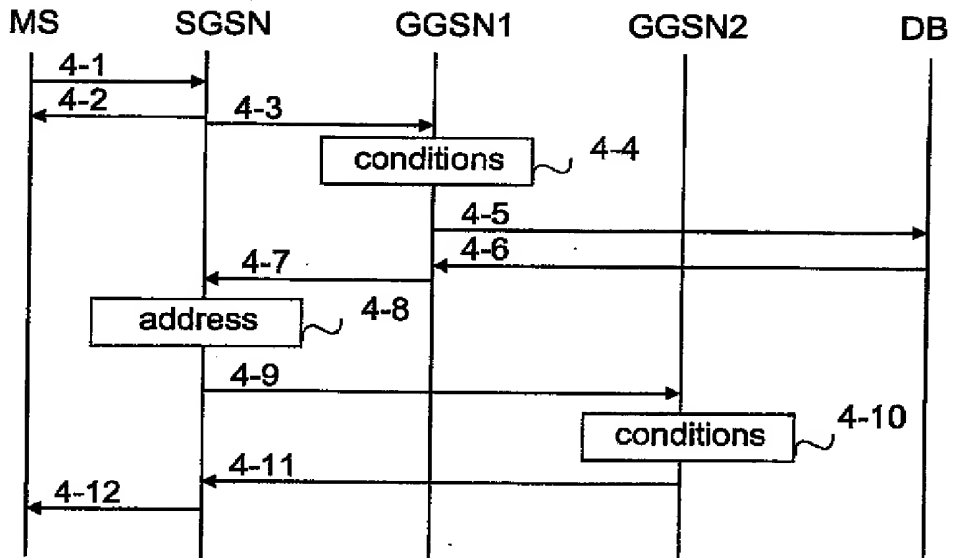 MS SGSN GGSN1 GGSN2 DB
4-1
4-2 4-3
conditions 4-4
4-5
4-6
4-7
address 4-8
4-9
conditions 4-10
4-11
4-12